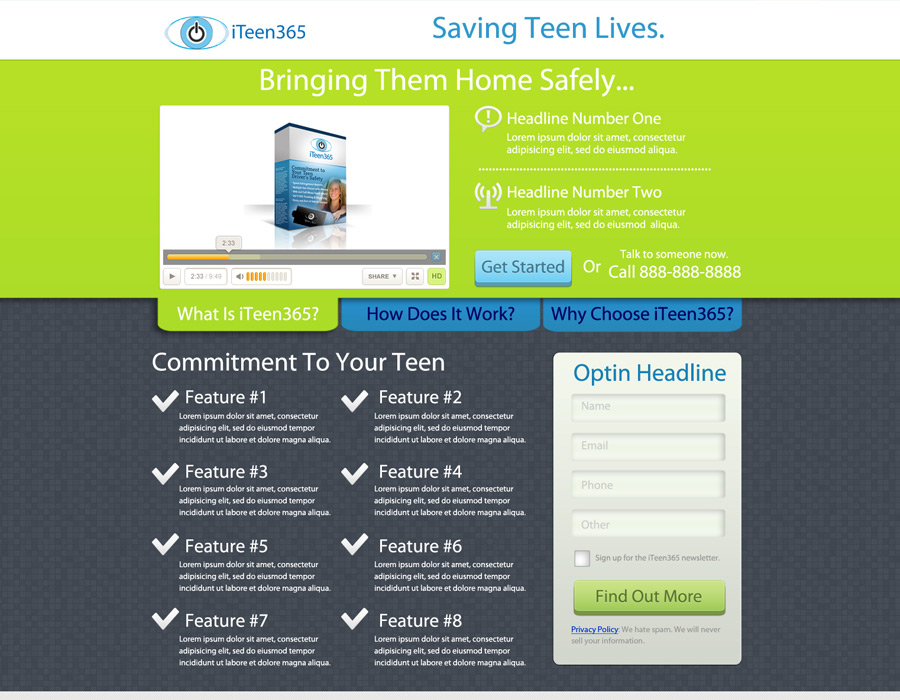 iTeen365
Saving Teen Lives.
Bringing Them Home Safely...
iTeen365
Commitment to
Your Teen
Driver's Safety
2:33
2:33 / 9:40
SHARE
HD
Headline Number One
Lorem ipsum dolor sit amet, consectetur
adipisicing elit, sed do eiusmod aliqua.
Headline Number Two
Lorem ipsum dolor sit amet, consectetur
adipisicing elit, sed do eiusmod aliqua.
Get Started
Or
Talk to someone now.
Call 888-888-8888
What Is iTeen365?
How Does It Work?
Why Choose iTeen365?
Commitment To Your Teen
Feature #1
Lorem ipsum dolor sit amet, consectetur
adipisicing elit, sed do eiusmod tempor
incididunt ut labore et dolore magna aliqua.
Feature #2
Lorem ipsum dolor sit amet, consectetur
adipisicing elit, sed do eiusmod tempor
incididunt ut labore et dolore magna aliqua.
Feature #3
Lorem ipsum dolor sit amet, consectetur
adipisicing elit, sed do eiusmod tempor
incididunt ut labore et dolore magna aliqua.
Feature #4
Lorem ipsum dolor sit amet, consectetur
adipisicing elit, sed do eiusmod tempor
incididunt ut labore et dolore magna aliqua.
Feature #5
Lorem ipsum dolor sit amet, consectetur
adipisicing elit, sed do eiusmod tempor
incididunt ut labore et dolore magna aliqua.
Feature #6
Lorem ipsum dolor sit amet, consectetur
adipisicing elit, sed do eiusmod tempor
incididunt ut labore et dolore magna aliqua.
Feature #7
Lorem ipsum dolor sit amet, consectetur
adipisicing elit, sed do eiusmod tempor
incididunt ut labore et dolore magna aliqua.
Feature #8
Lorem ipsum dolor sit amet, consectetur
adipisicing elit, sed do eiusmod tempor
incididunt ut labore et dolore magna aliqua.
Optin Headline
Name
Email
Phone
Other
Sign up for the iTeen365 newsletter.
Find Out More
Privacy Policy: We hate spam. We will never
sell your information.